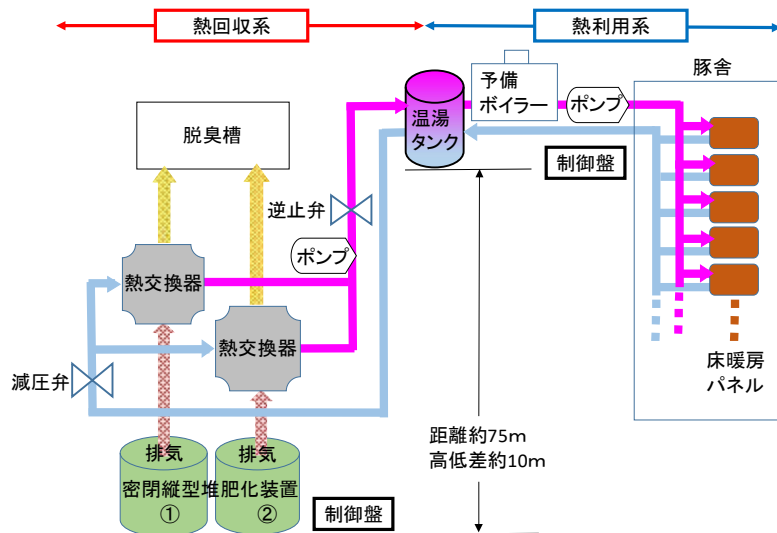 熱回収系
熱利用系
脱臭槽
温湯
タンク
予備
ボイラー
ポンプ
豚舎
制御盤
逆止弁
ポンプ
熱交換器
熱交換器
減圧弁
床暖房
パネル
距離約75m
高低差約10m
排気
排気
密閉縦型堆肥化装置
①
②
制御盤